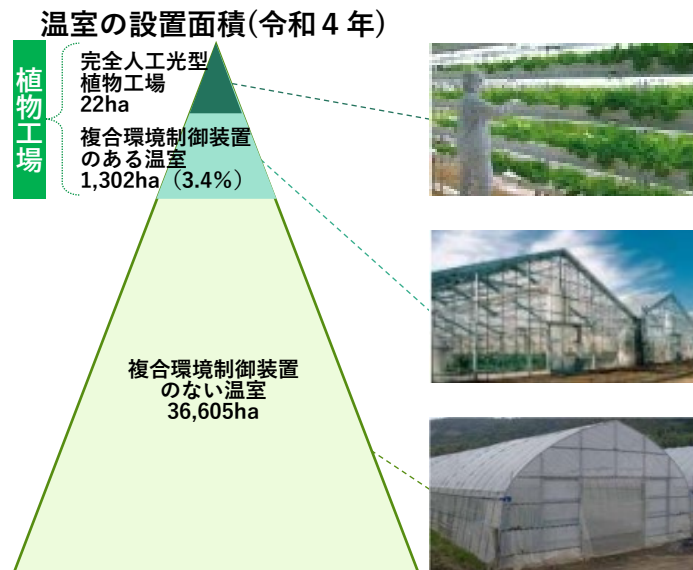 温室の設置面積(令和４年)
植物工場
完全人工光型
植物工場
22ha
複合環境制御装置
のある温室
1,302ha（3.4%）
複合環境制御装置
のない温室
36,605ha